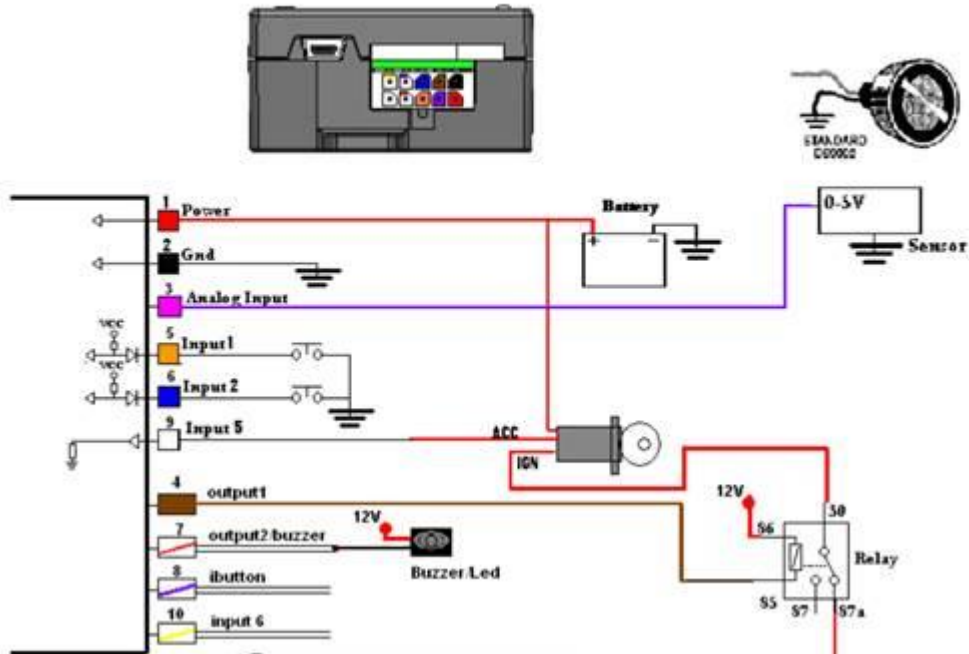 STANDARD
1
Power
Battery
+
–
0-5V
Sensor
2
Gnd
3
Analog Input
VCC
5
Input1
VCC
6
Input 2
9
Input 5
ACC
IGN
4
output1
12V
30
12V
86
7
output2/buzzer
Buzzer/Led
Relay
8
ibutton
85
87
87a
10
input 6